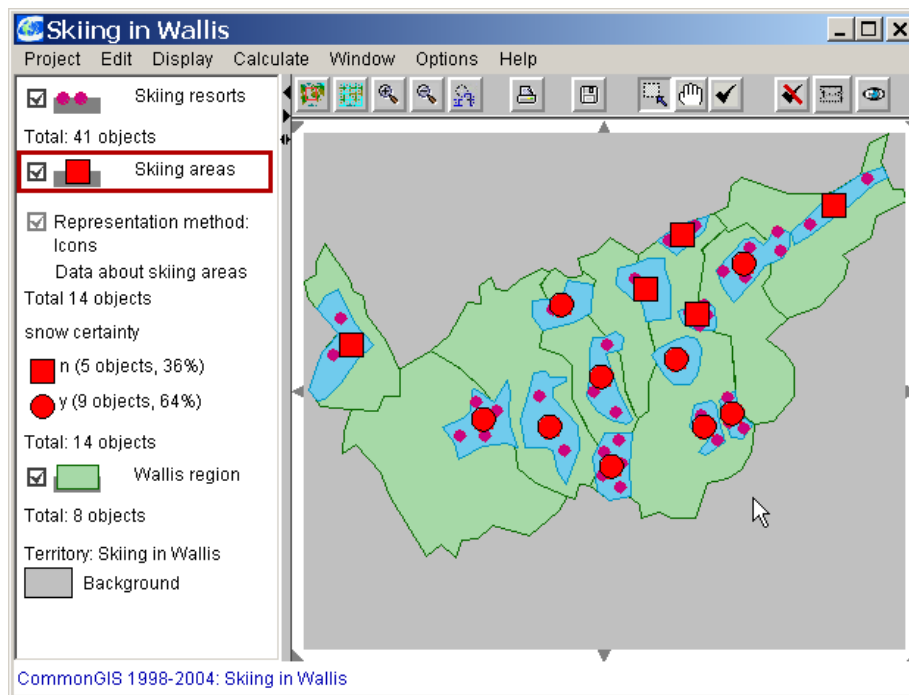 Skiing in Wallis
Project Edit Display Calculate Window Options Help
Skiing resorts
Total: 41 objects
Skiing areas
Representation method:
Icons
Data about skiing areas
Total 14 objects
snow certainty
n (5 objects, 36%)
y (9 objects, 64%)
Total: 14 objects
Wallis region
Total: 8 objects
Territory: Skiing in Wallis
Background
CommonGIS 1998-2004: Skiing in Wallis